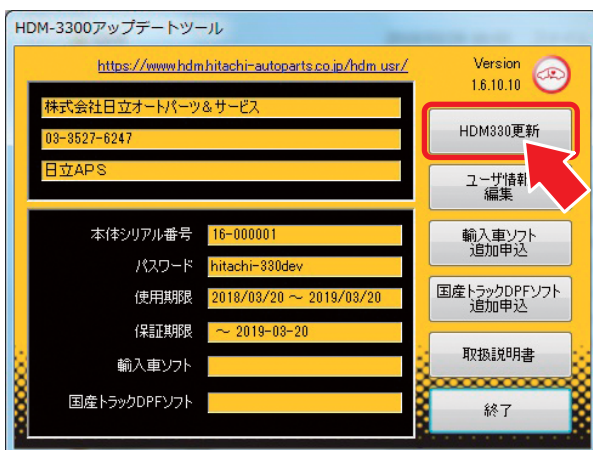 HDM-3300アップデートツール
https://www.hdm.hitachi-autoparts.co.jp/hdm_usr/
Version
1.6.10.10
株式会社日立オートパーツ&サービス
03-3527-6247
日立APS
HDM330更新
ユーザ情報
編集
輸入車ソフト
追加申込
国産トラックDPFソフト
追加申込
取扱説明書
終了
本体シリアル番号 16-000001
パスワード hitachi-330dev
使用期限 2018/03/20 ～ 2019/03/20
保証期限 ～ 2019-03-20
輸入車ソフト
国産トラックDPFソフト